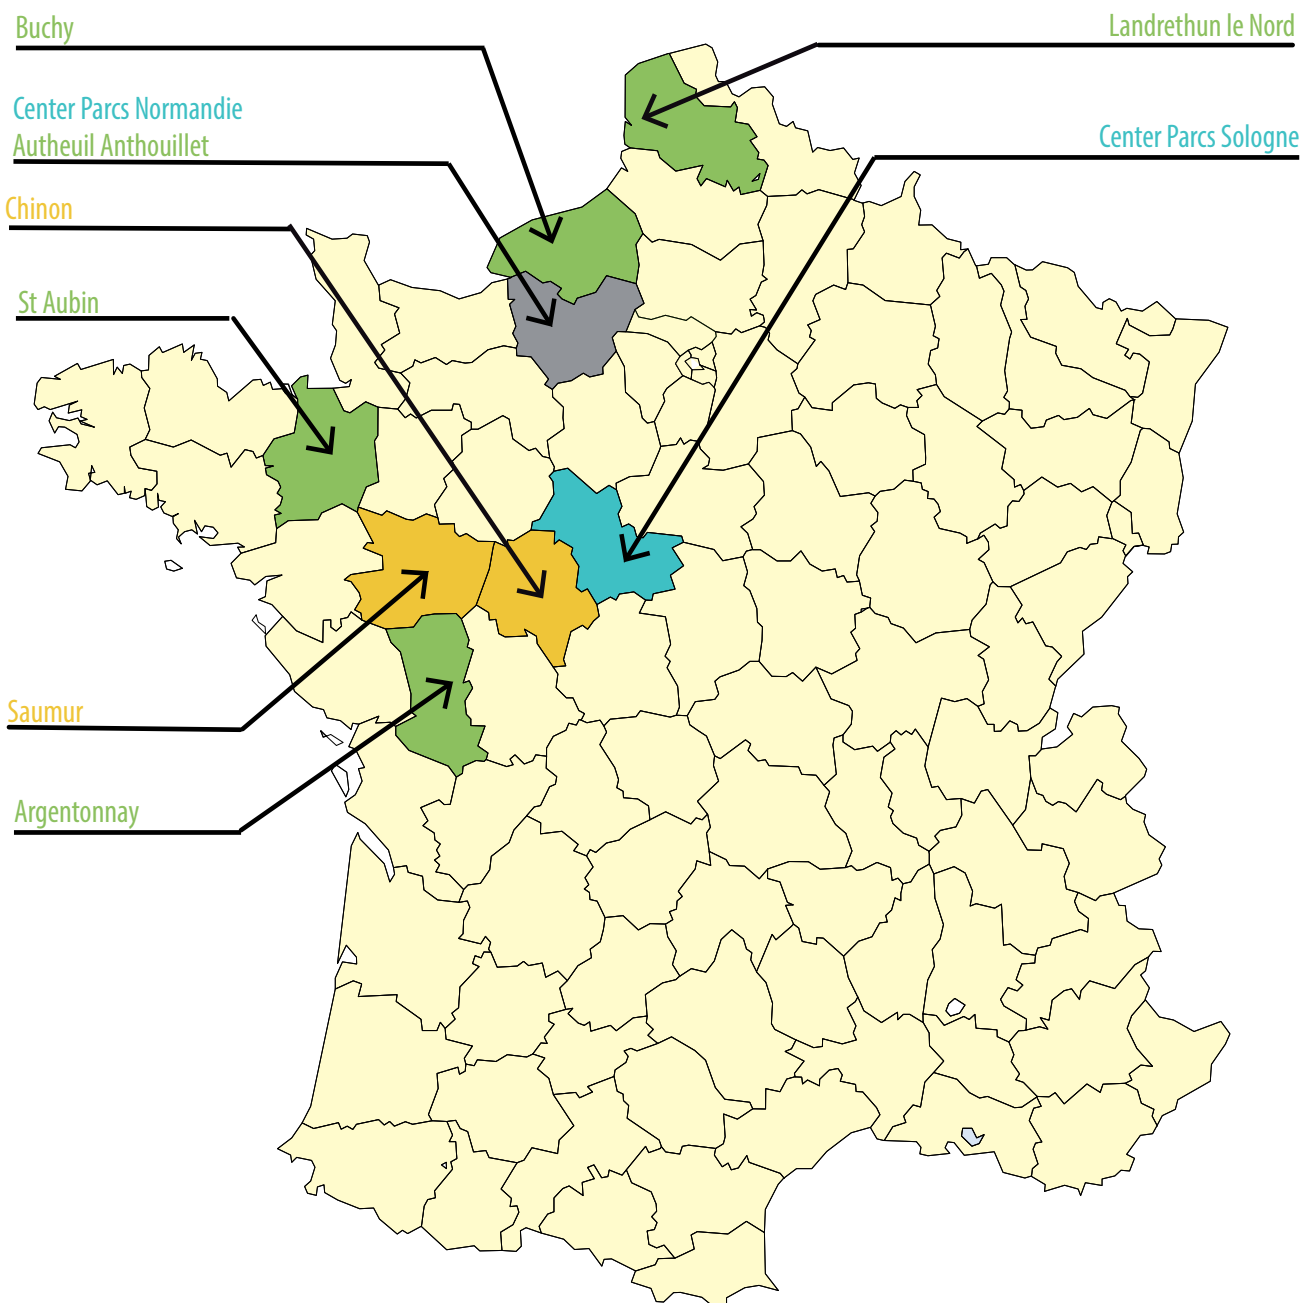 Buchy
Landrethun le Nord
Center Parcs Normandie
Autheuil Anthouillet
Center Parcs Sologne
Chinon
St Aubin
Saumur
Argentonnay